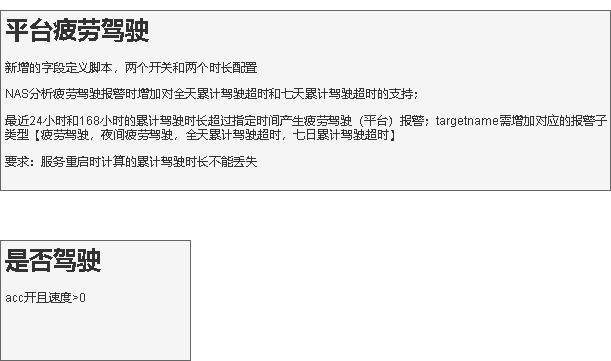 平台疲劳驾驶
新增的字段定义脚本，两个开关和两个时长配置
NAS分析疲劳驾驶报警时增加对全天累计驾驶超时和七天累计驾驶超时的支持；
最近24小时和168小时的累计驾驶时长超过指定时间产生疲劳驾驶（平台）报警；targetname需增加对应的报警子
类型【疲劳驾驶，夜间疲劳驾驶，全天累计驾驶超时，七日累计驾驶超时】
要求：服务重启时计算的累计驾驶时长不能丢失
是否驾驶
acc开且速度>0